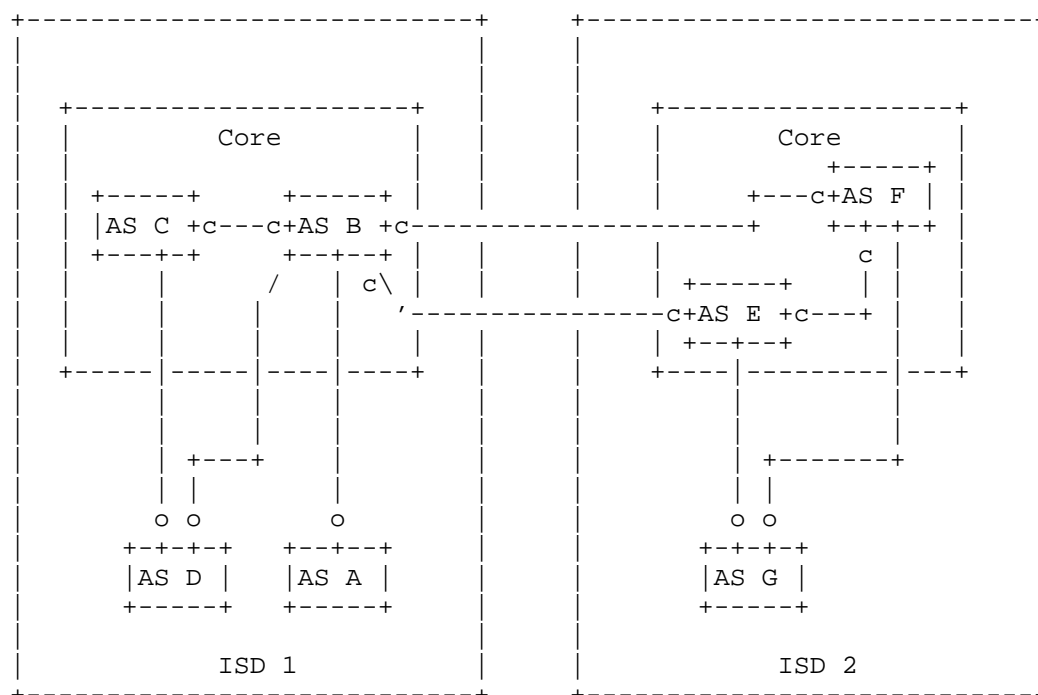 Core Core
AS F
AS C c c AS B c c
c
c
c AS E c
o o o o o
AS D AS A AS G
ISD 1 ISD 2